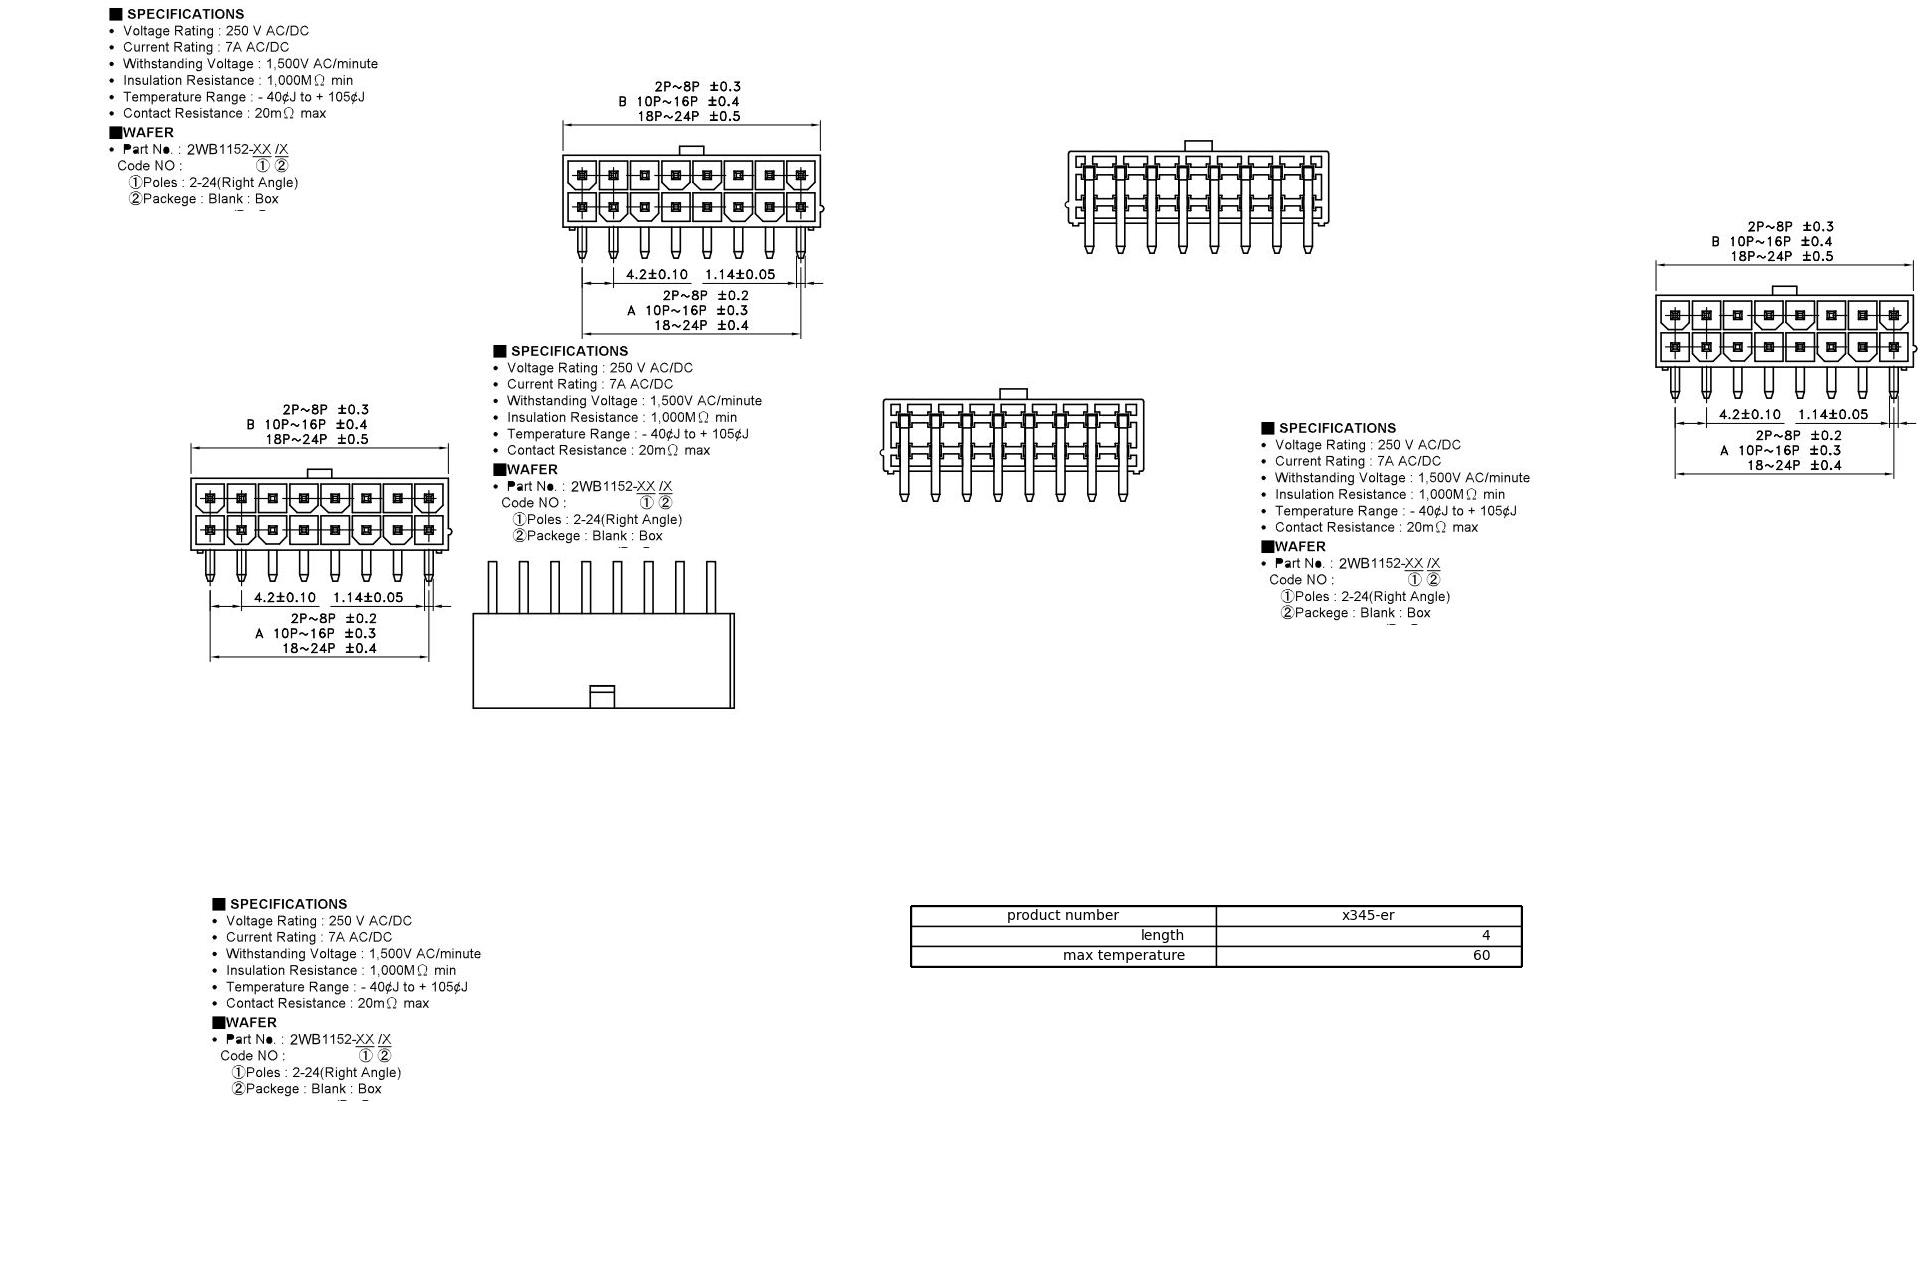 ■ SPECIFICATIONS
• Voltage Rating : 250 V AC/DC
• Current Rating : 7A AC/DC
• Withstanding Voltage : 1,500V AC/minute
• Insulation Resistance : 1,000MΩ min
• Temperature Range : - 40¢J to + 105¢J
• Contact Resistance : 20mΩ max
■WAFER
• Part No. : 2WB1152-XX /X
Code NO : ① ②
①Poles : 2-24(Right Angle)
②Packege : Blank : Box
2P~8P ±0.3
B 10P~16P ±0.4
18P~24P ±0.5
4.2±0.10 1.14±0.05
2P~8P ±0.2
A 10P~16P ±0.3
18~24P ±0.4
2P~8P ±0.3
B 10P~16P ±0.4
18P~24P ±0.5
4.2±0.10 1.14±0.05
2P~8P ±0.2
A 10P~16P ±0.3
18~24P ±0.4
■ SPECIFICATIONS
• Voltage Rating : 250 V AC/DC
• Current Rating : 7A AC/DC
• Withstanding Voltage : 1,500V AC/minute
• Insulation Resistance : 1,000MΩ min
• Temperature Range : - 40¢J to + 105¢J
• Contact Resistance : 20mΩ max
■WAFER
• Part No. : 2WB1152-XX /X
Code NO : ① ②
①Poles : 2-24(Right Angle)
②Packege : Blank : Box
2P~8P ±0.3
B 10P~16P ±0.4
18P~24P ±0.5
4.2±0.10 1.14±0.05
2P~8P ±0.2
A 10P~16P ±0.3
18~24P ±0.4
■ SPECIFICATIONS
• Voltage Rating : 250 V AC/DC
• Current Rating : 7A AC/DC
• Withstanding Voltage : 1,500V AC/minute
• Insulation Resistance : 1,000MΩ min
• Temperature Range : - 40¢J to + 105¢J
• Contact Resistance : 20mΩ max
■WAFER
• Part No. : 2WB1152-XX /X
Code NO : ① ②
①Poles : 2-24(Right Angle)
②Packege : Blank : Box
■ SPECIFICATIONS
• Voltage Rating : 250 V AC/DC
• Current Rating : 7A AC/DC
• Withstanding Voltage : 1,500V AC/minute
• Insulation Resistance : 1,000MΩ min
• Temperature Range : - 40¢J to + 105¢J
• Contact Resistance : 20mΩ max
■WAFER
• Part No. : 2WB1152-XX /X
Code NO : ① ②
①Poles : 2-24(Right Angle)
②Packege : Blank : Box
product number x345-er
length 4
max temperature 60